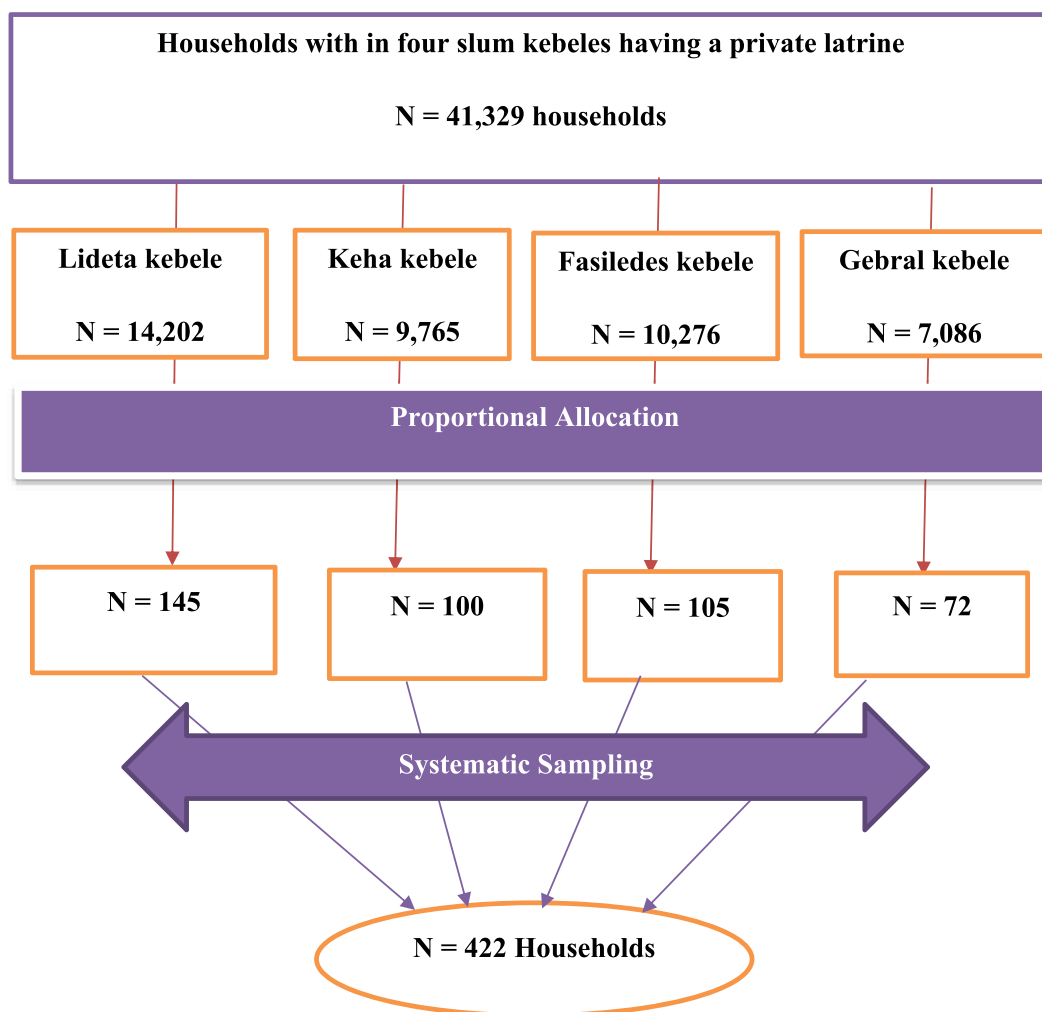 Households with in four slum kebeles having a private latrine
N = 41,329 households
Lideta kebele
N = 14,202
Keha kebele
N = 9,765
Fasiledes kebele
N = 10,276
Gebral kebele
N = 7,086
Proportional Allocation
N = 145
N = 100
N = 105
N = 72
Systematic Sampling
N = 422 Households